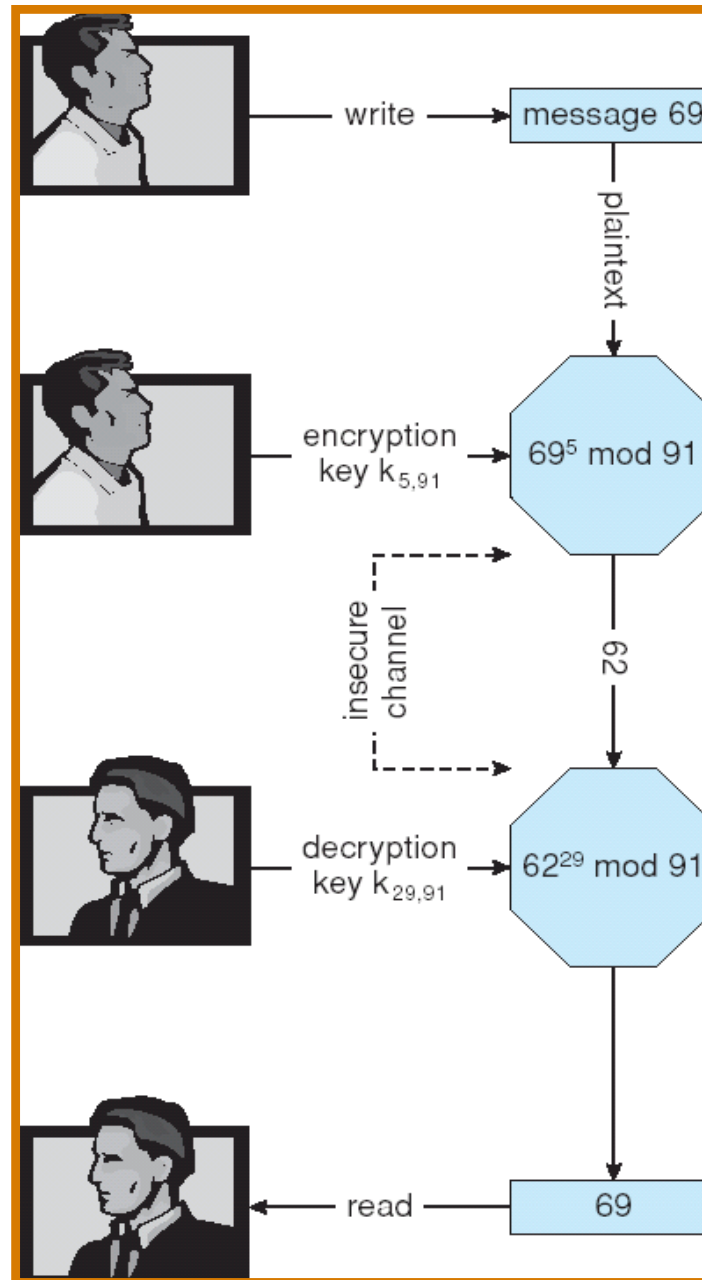 write
message 69
plaintext
encryption
key k₅,₉₁
69⁵ mod 91
insecure
channel
62
decryption
key k₂₉,₉₁
62²⁹ mod 91
read
69